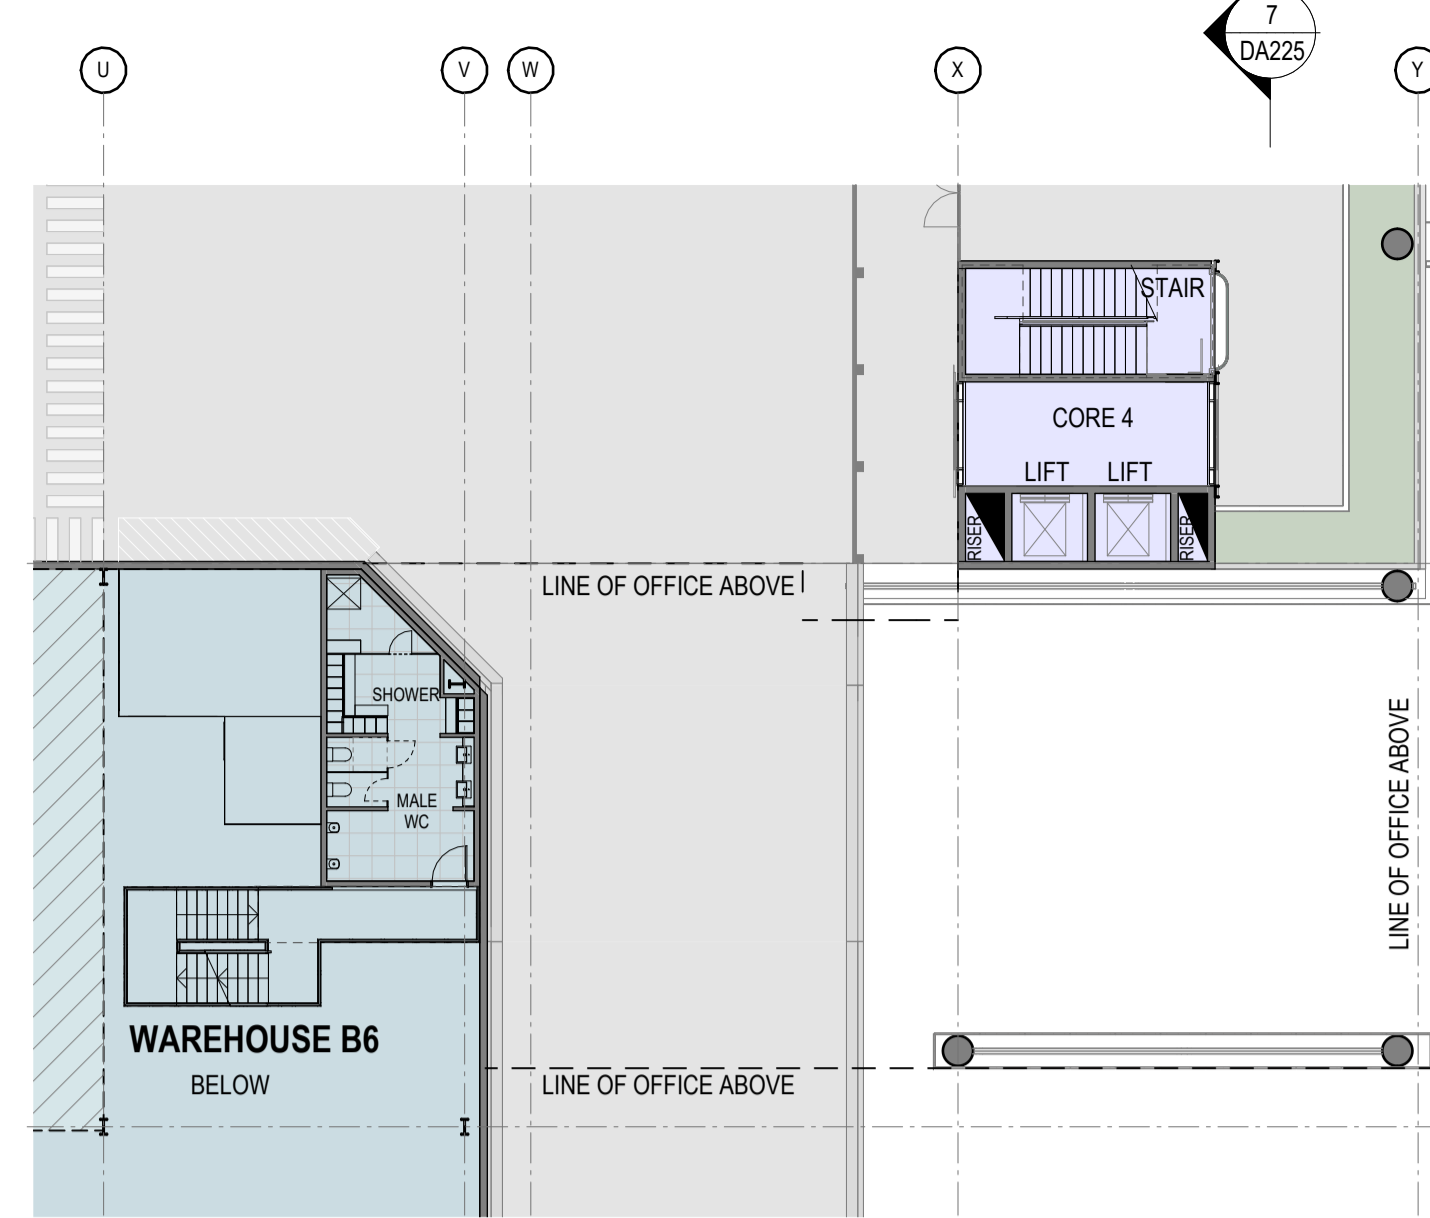 7
DA225
U
V
W
X
Y
STAIR
CORE 4
LIFT
LIFT
RISER
RISER
LINE OF OFFICE ABOVE
SHOWER
MALE
WC
LINE OF OFFICE ABOVE
WAREHOUSE B6
BELOW
LINE OF OFFICE ABOVE